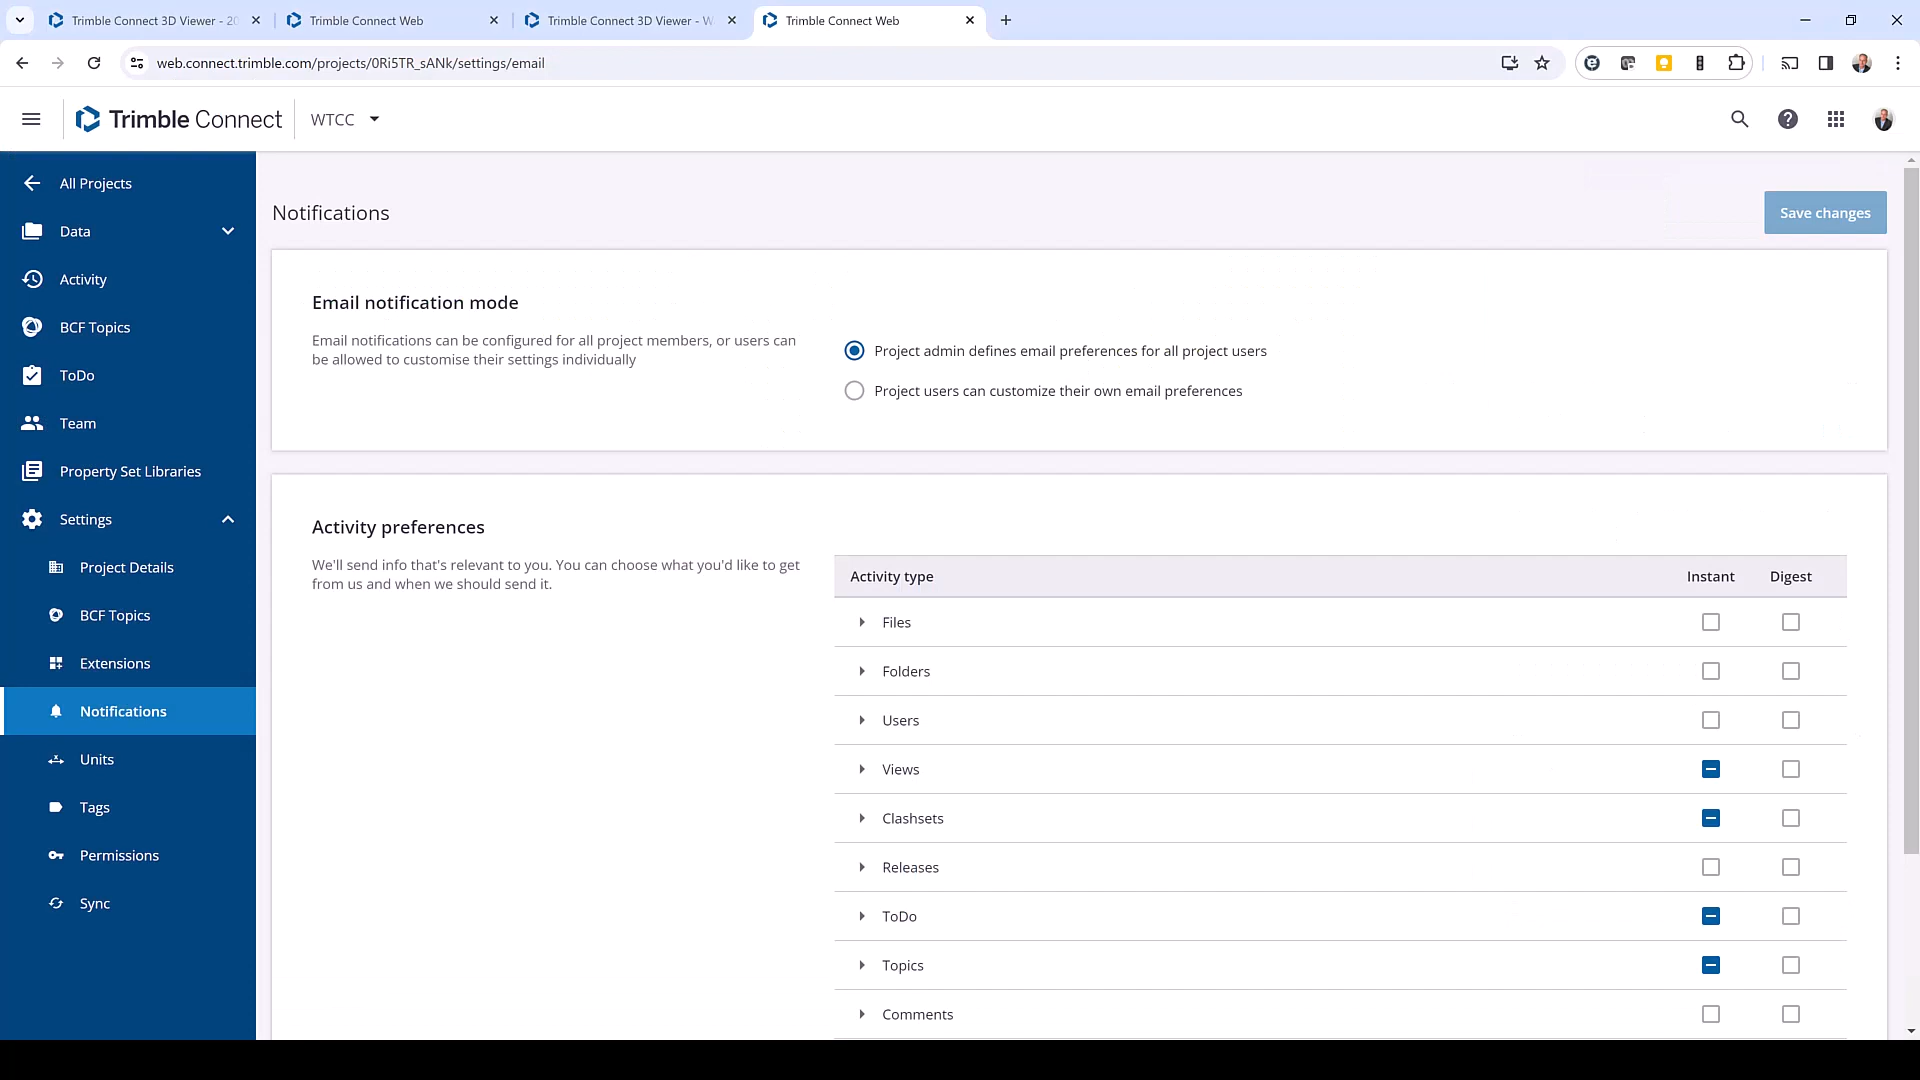 Trimble Connect 3D Viewer - 20
Trimble Connect Web
Trimble Connect 3D Viewer - W
Trimble Connect Web
web.connect.trimble.com/projects/0Ri5TR_sANk/settings/email
Trimble Connect
WTCC
All Projects
Data
Activity
BCF Topics
ToDo
Team
Property Set Libraries
Settings
Project Details
BCF Topics
Extensions
Notifications
Units
Tags
Permissions
Sync
Notifications
Save changes
Email notification mode
Email notifications can be configured for all project members, or users can
be allowed to customise their settings individually
Project admin defines email preferences for all project users
Project users can customize their own email preferences
Activity preferences
We'll send info that's relevant to you. You can choose what you'd like to get
from us and when we should send it.
Activity type Instant Digest
Files
Folders
Users
Views
Clashsets
Releases
ToDo
Topics
Comments